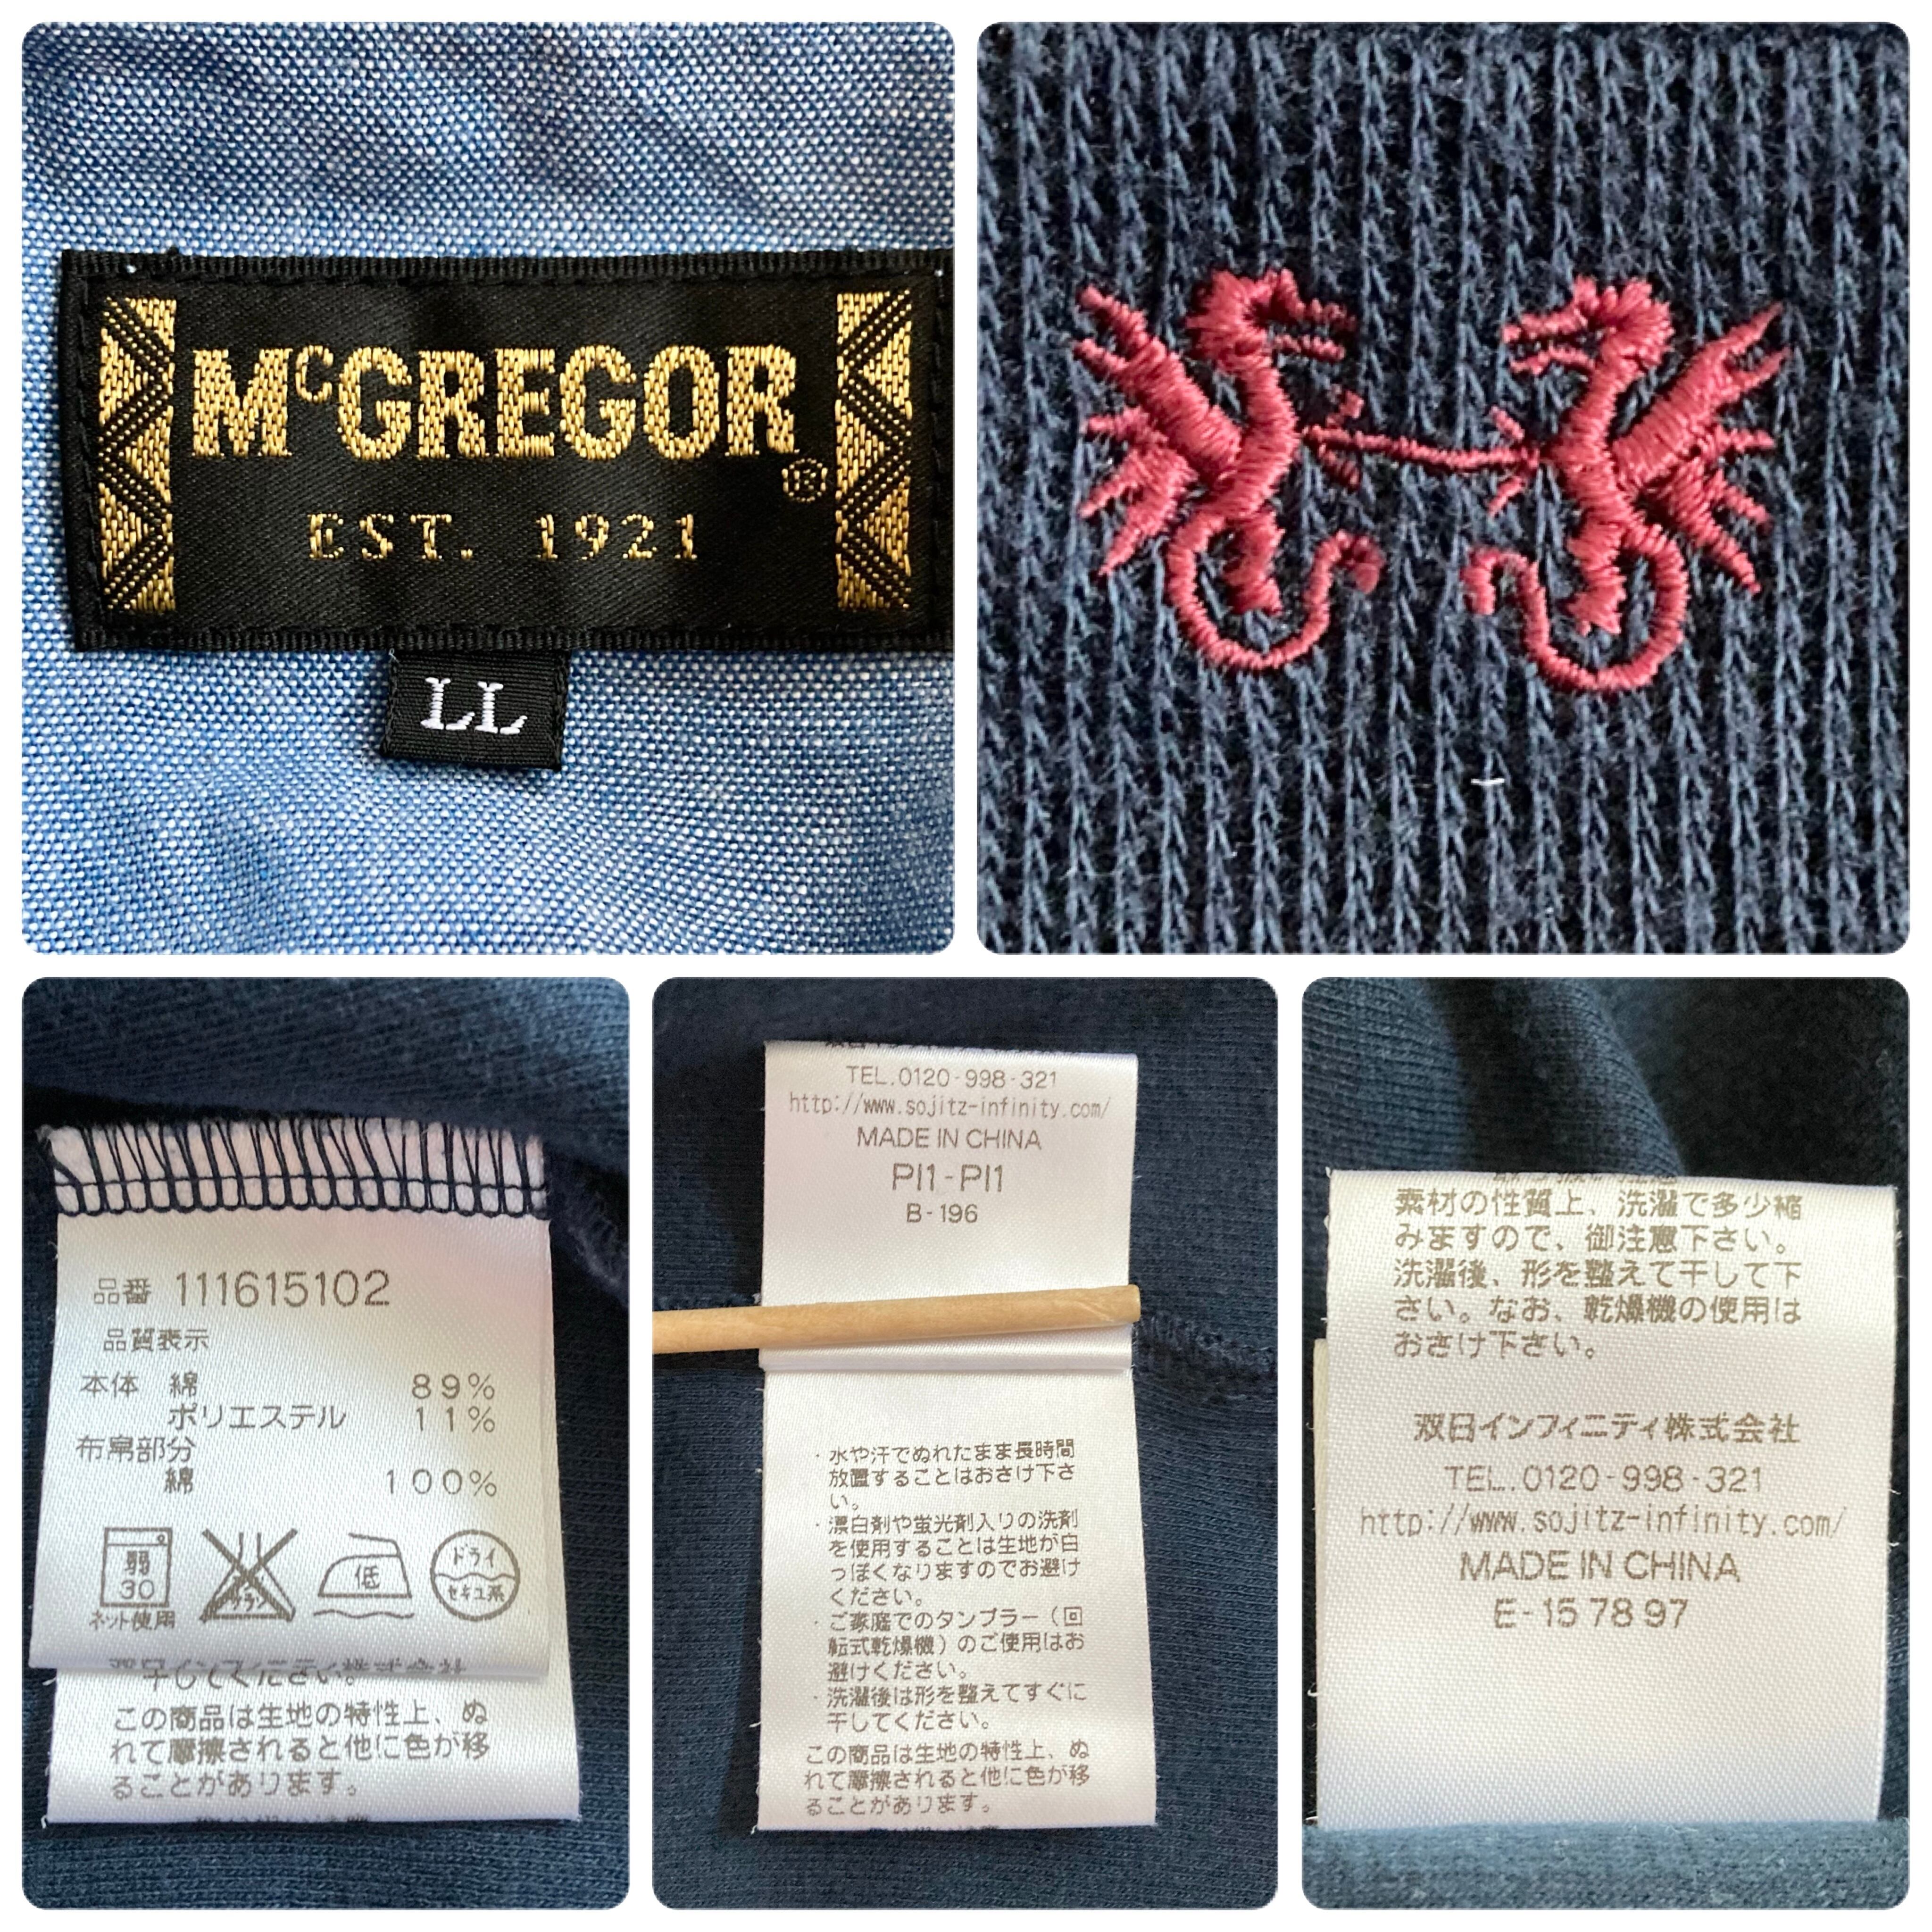 McGREGOR
®
EST. 1921
LL
品番 111615102
品質表示
本体 綿 89%
ポリエステル 11%
布帛部分
綿 100%
弱
30
ネット使用
低
ドライ
セキユ系
干してください。
この商品は生地の特性上、ぬ
れて摩擦されると他に色が移
ることがあります。
TEL.0120-998-321
http://www.sojitz-infinity.com/
MADE IN CHINA
PI1-PI1
B-196
・水や汗でぬれたまま長時間
放置することはおさけ下さ
い。
・漂白剤や蛍光剤入りの洗剤
を使用することは生地が白
っぽくなりますのでお避け
ください。
・ご家庭でのタンブラー（回
転式乾燥機）のご使用はお
避けください。
・洗濯後は形を整えてすぐに
干してください。
この商品は生地の特性上、ぬ
れて摩擦されると他に色が移
ることがあります。
素材の性質上、洗濯で多少縮
みますので、御注意下さい。
洗濯後、形を整えて干して下
さい。なお、乾燥機の使用は
おさけ下さい。
双日インフィニティ株式会社
TEL.0120-998-321
http://www.sojitz-infinity.com/
MADE IN CHINA
E-157897